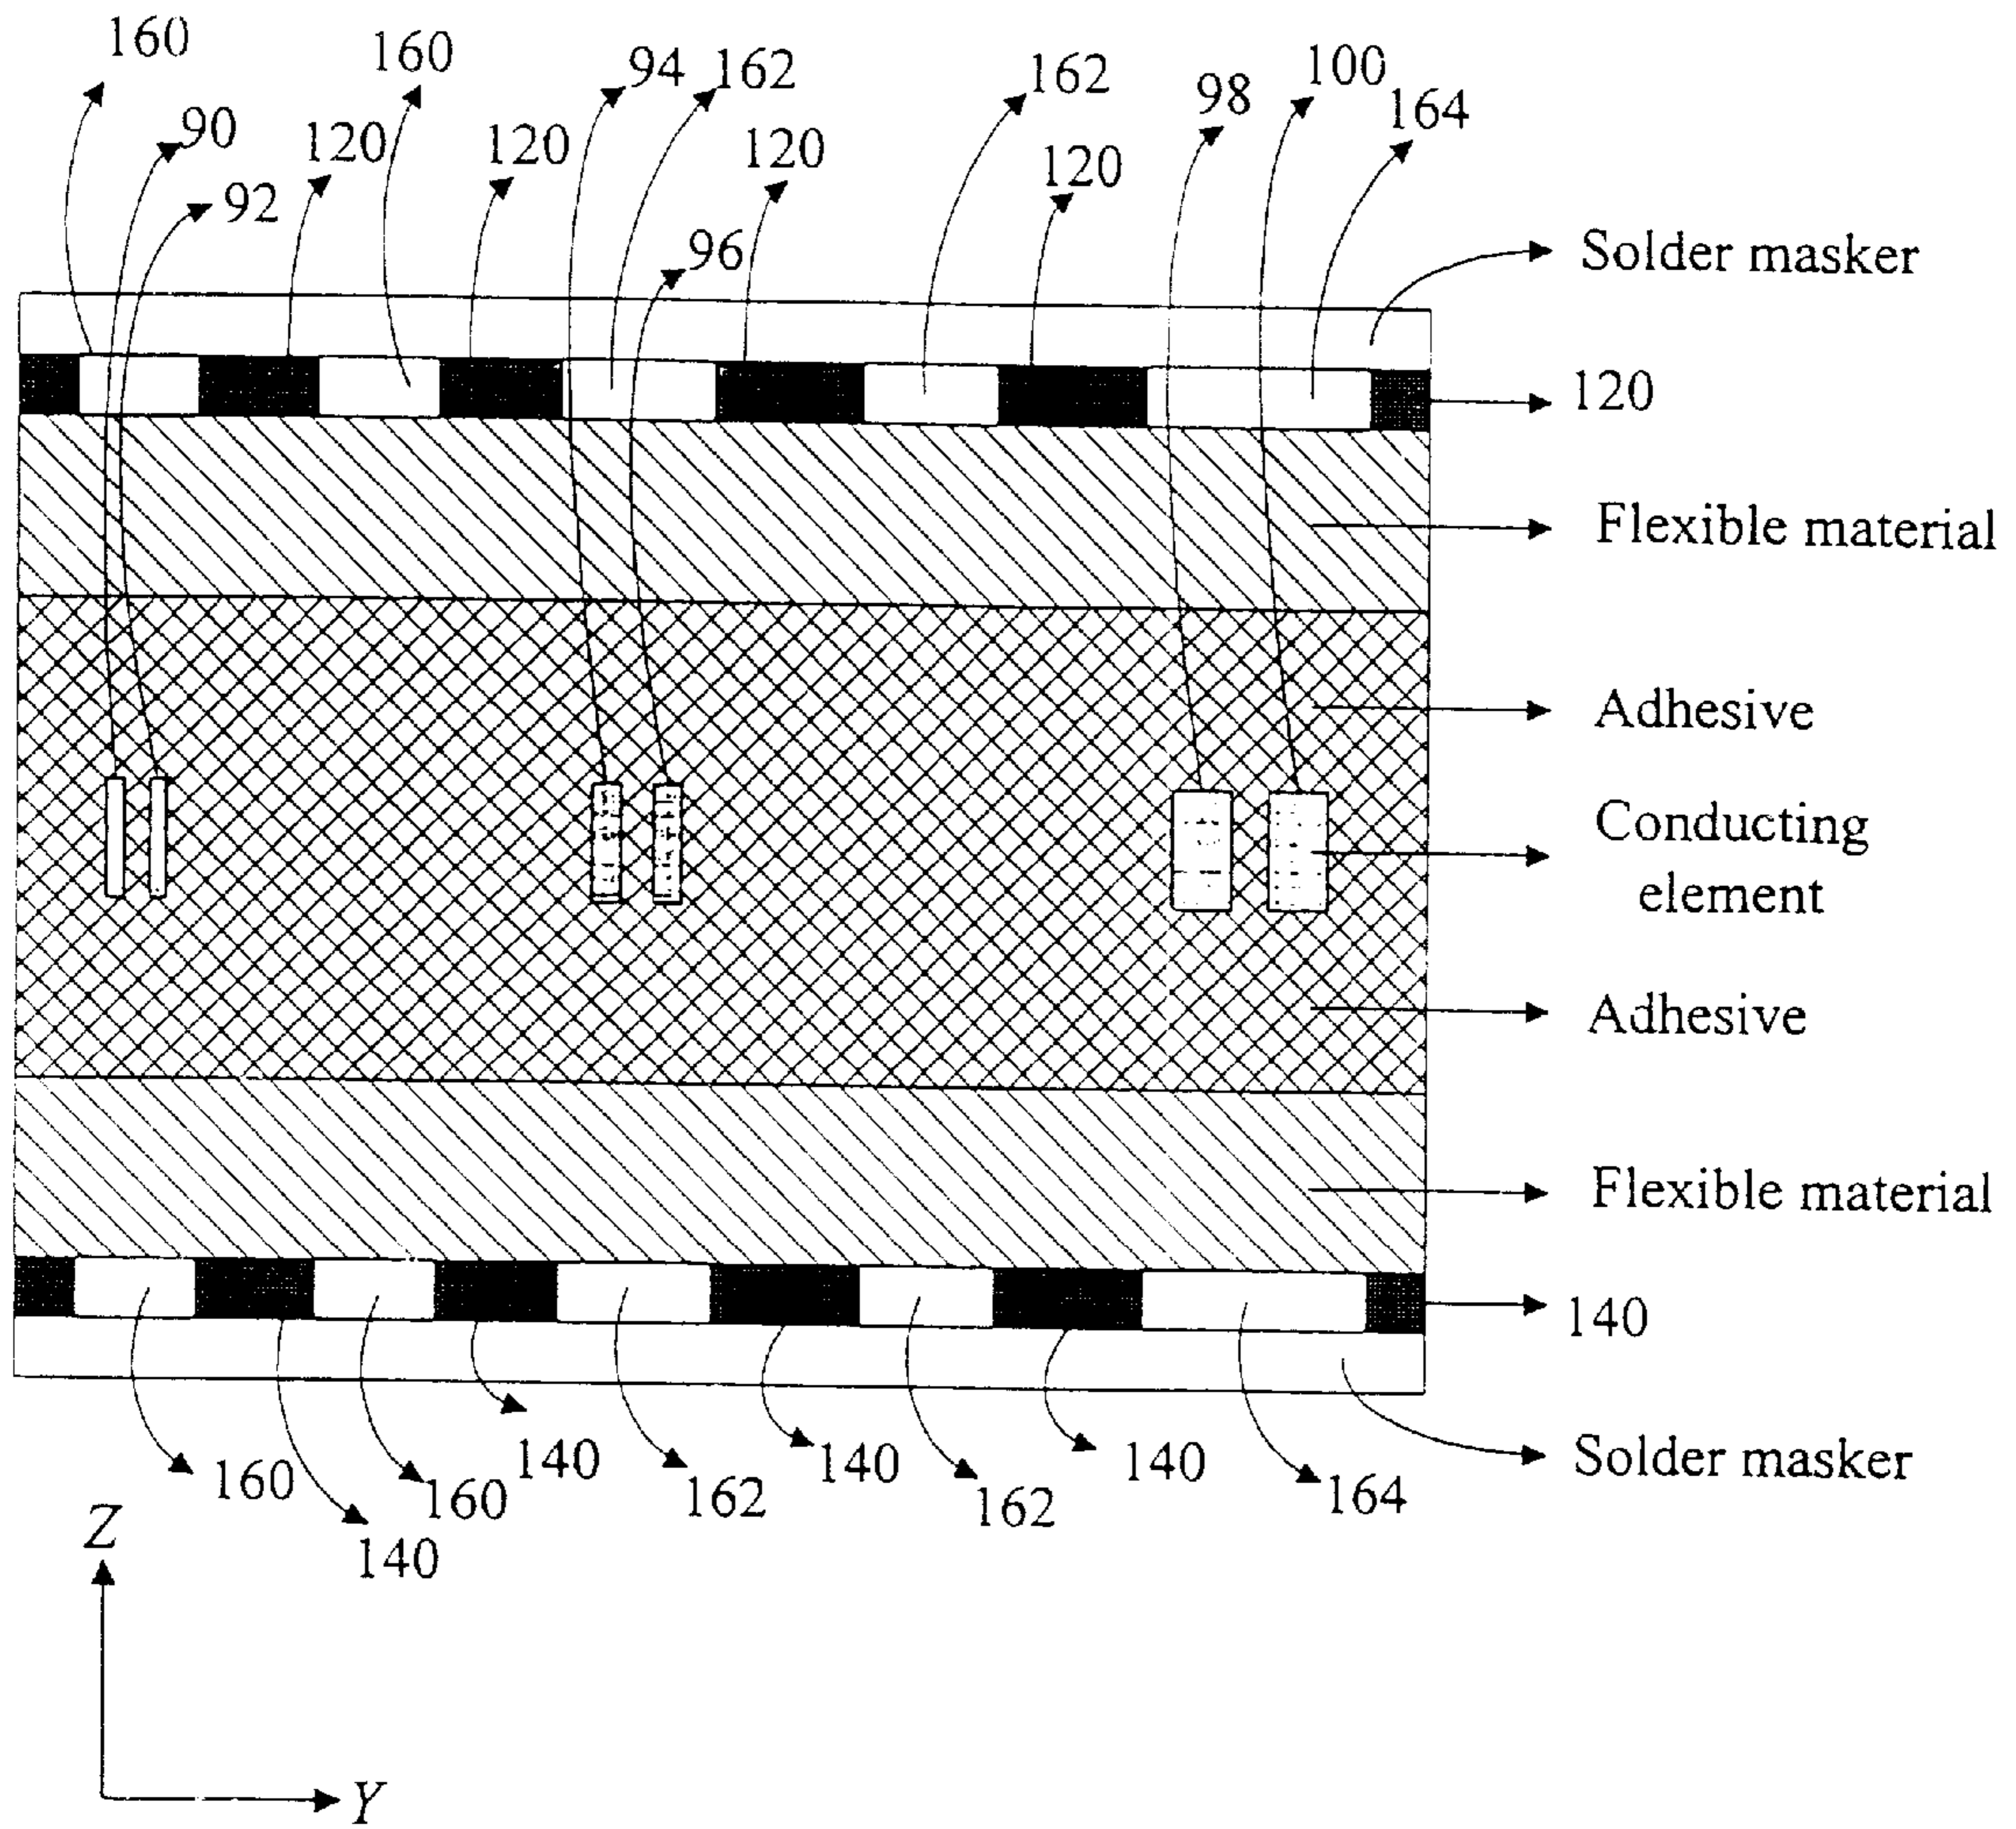 160
160
94
162
162
98
100
164
90
120
120
120
120
92
96
Solder masker
120
Flexible material
Adhesive
Conducting
element
Adhesive
Flexible material
140
Solder masker
160
140
160
140
162
140
162
140
164
Z
Y